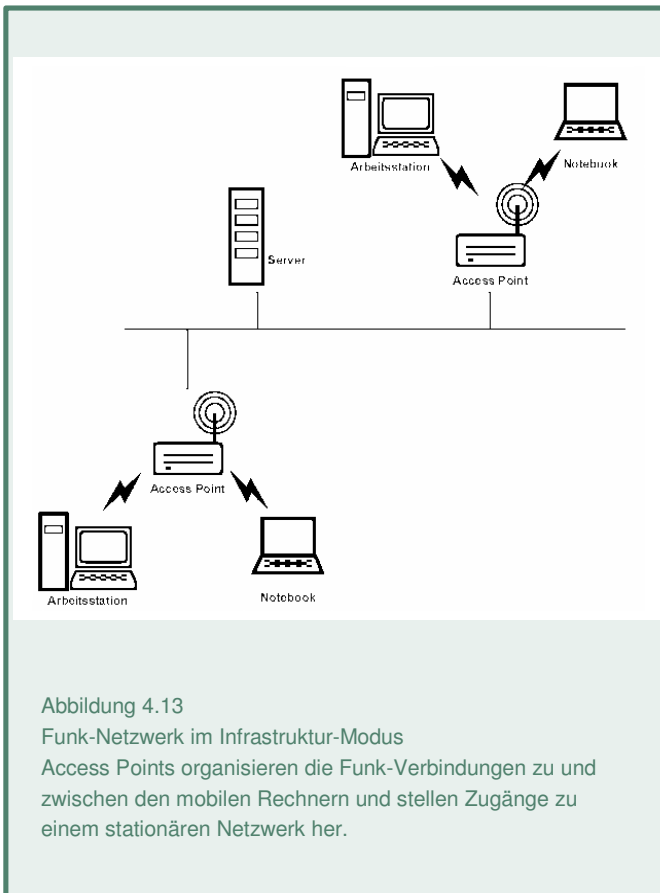 Arbeitsstation
Notebook
Server
Access Point
Access Point
Arbeitsstation
Notebook
Abbildung 4.13
Funk-Netzwerk im Infrastruktur-Modus
Access Points organisieren die Funk-Verbindungen zu und
zwischen den mobilen Rechnern und stellen Zugänge zu
einem stationären Netzwerk her.